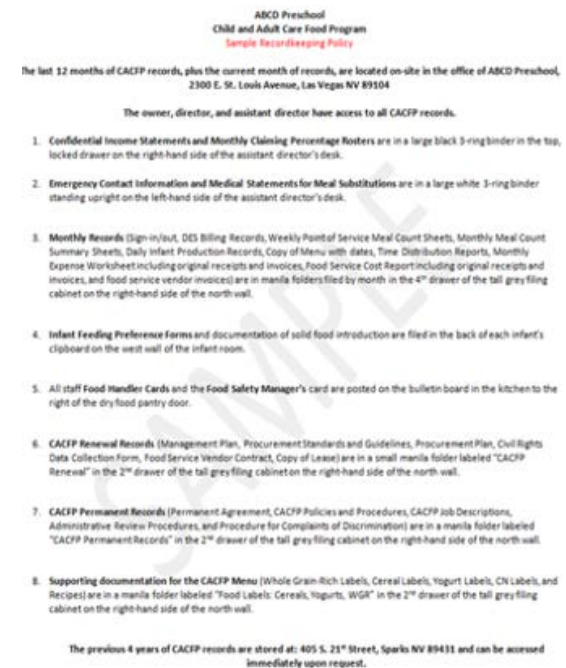 ABCD Preschool
Child and Adult Care Food Program
Sample Recordkeeping Policy
The last 12 months of CACFP records, plus the current month of records, are located on-site in the office of ABCD Preschool,
2300 E. St. Louis Avenue, Las Vegas NV 89104
The owner, director, and assistant director have access to all CACFP records.
1. Confidential Income Statements and Monthly Claiming Percentage Rosters are in a large black 3-ring binder in the top,
locked drawer on the right-hand side of the assistant director's desk.
2. Emergency Contact Information and Medical Statements for Meal Substitutions are in a large white 3-ring binder
standing upright on the left-hand side of the assistant director's desk.
3. Monthly Records (Sign-in/out, DES Billing Records, Weekly Point of Service Meal Count Sheets, Monthly Meal Count
Summary Sheets, Daily Infant Production Records, Copy of Menu with dates, Time Distribution Reports, Monthly
Expense Worksheet including original receipts and invoices, Food Service Cost Report including original receipts and
invoices, and food service vendor invoices) are in manila folders filed by month in the 4th drawer of the tall grey filing
cabinet on the right-hand side of the north wall.
4. Infant Feeding Preference Forms and documentation of solid food introduction are filed in the back of each infant's
clipboard on the west wall of the infant room.
5. All staff Food Handler Cards and the Food Safety Manager's card are posted on the bulletin board in the kitchen to the
right of the dry food pantry door.
6. CACFP Renewal Records (Management Plan, Procurement Standards and Guidelines, Procurement Plan, Civil Rights
Data Collection Form, Food Service Vendor Contract, Copy of Lease) are in a small manila folder labeled "CACFP
Renewal" in the 2nd drawer of the tall grey filing cabinet on the right-hand side of the north wall.
7. CACFP Permanent Records (Permanent Agreement, CACFP Policies and Procedures, CACFP Job Descriptions,
Administrative Review Procedures, and Procedure for Complaints of Discrimination) are in a manila folder labeled
"CACFP Permanent Records" in the 2nd drawer of the tall grey filing cabinet on the right-hand side of the north wall.
8. Supporting documentation for the CACFP Menu (Whole Grain-Rich Labels, Cereal Labels, Yogurt Labels, CN Labels, and
Recipes) are in a manila folder labeled "Food Labels: Cereals, Yogurts, WGR" in the 2nd drawer of the tall grey filing
cabinet on the right-hand side of the north wall.
The previous 4 years of CACFP records are stored at: 405 S. 21st Street, Sparks NV 89431 and can be accessed
immediately upon request.
SAMPLE